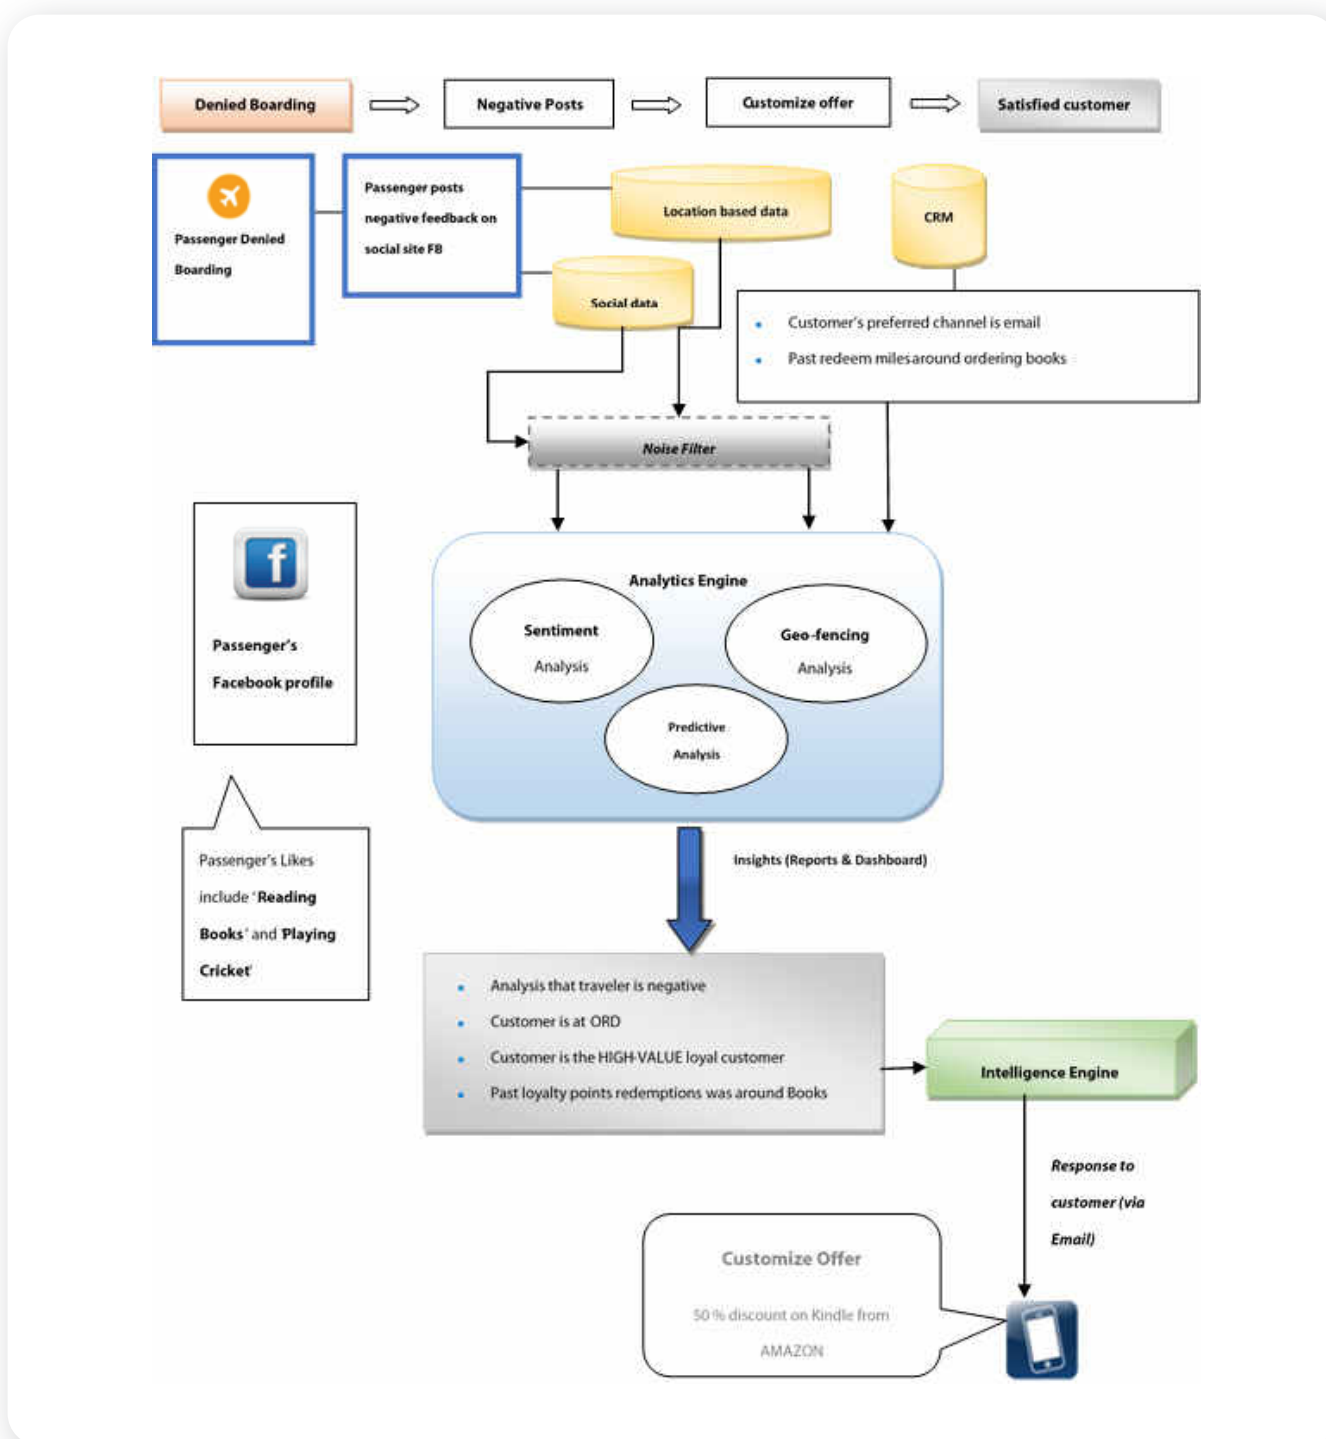 Denied Boarding
Negative Posts
Customize offer
Satisfied customer
Passenger Denied
Boarding
Passenger posts
negative feedback on
social site FB
Location based data
Social data
CRM
Customer's preferred channel is email
Past redeem milesaround ordering books
Noise Filter
f
Passenger's
Facebook profile
Analytics Engine
Sentiment
Analysis
Geo-fencing
Analysis
Predictive
Analysis
Passenger's Likes
include 'Reading
Books' and 'Playing
Cricket'
Insights (Reports & Dashboard)
Analysis that traveler is negative
Customer is at ORD
Customer is the HIGH-VALUE loyal customer
Past loyalty points redemptions was around Books
Intelligence Engine
Response to
customer (via
Email)
Customize Offer
50 % discount on Kindle from
AMAZON